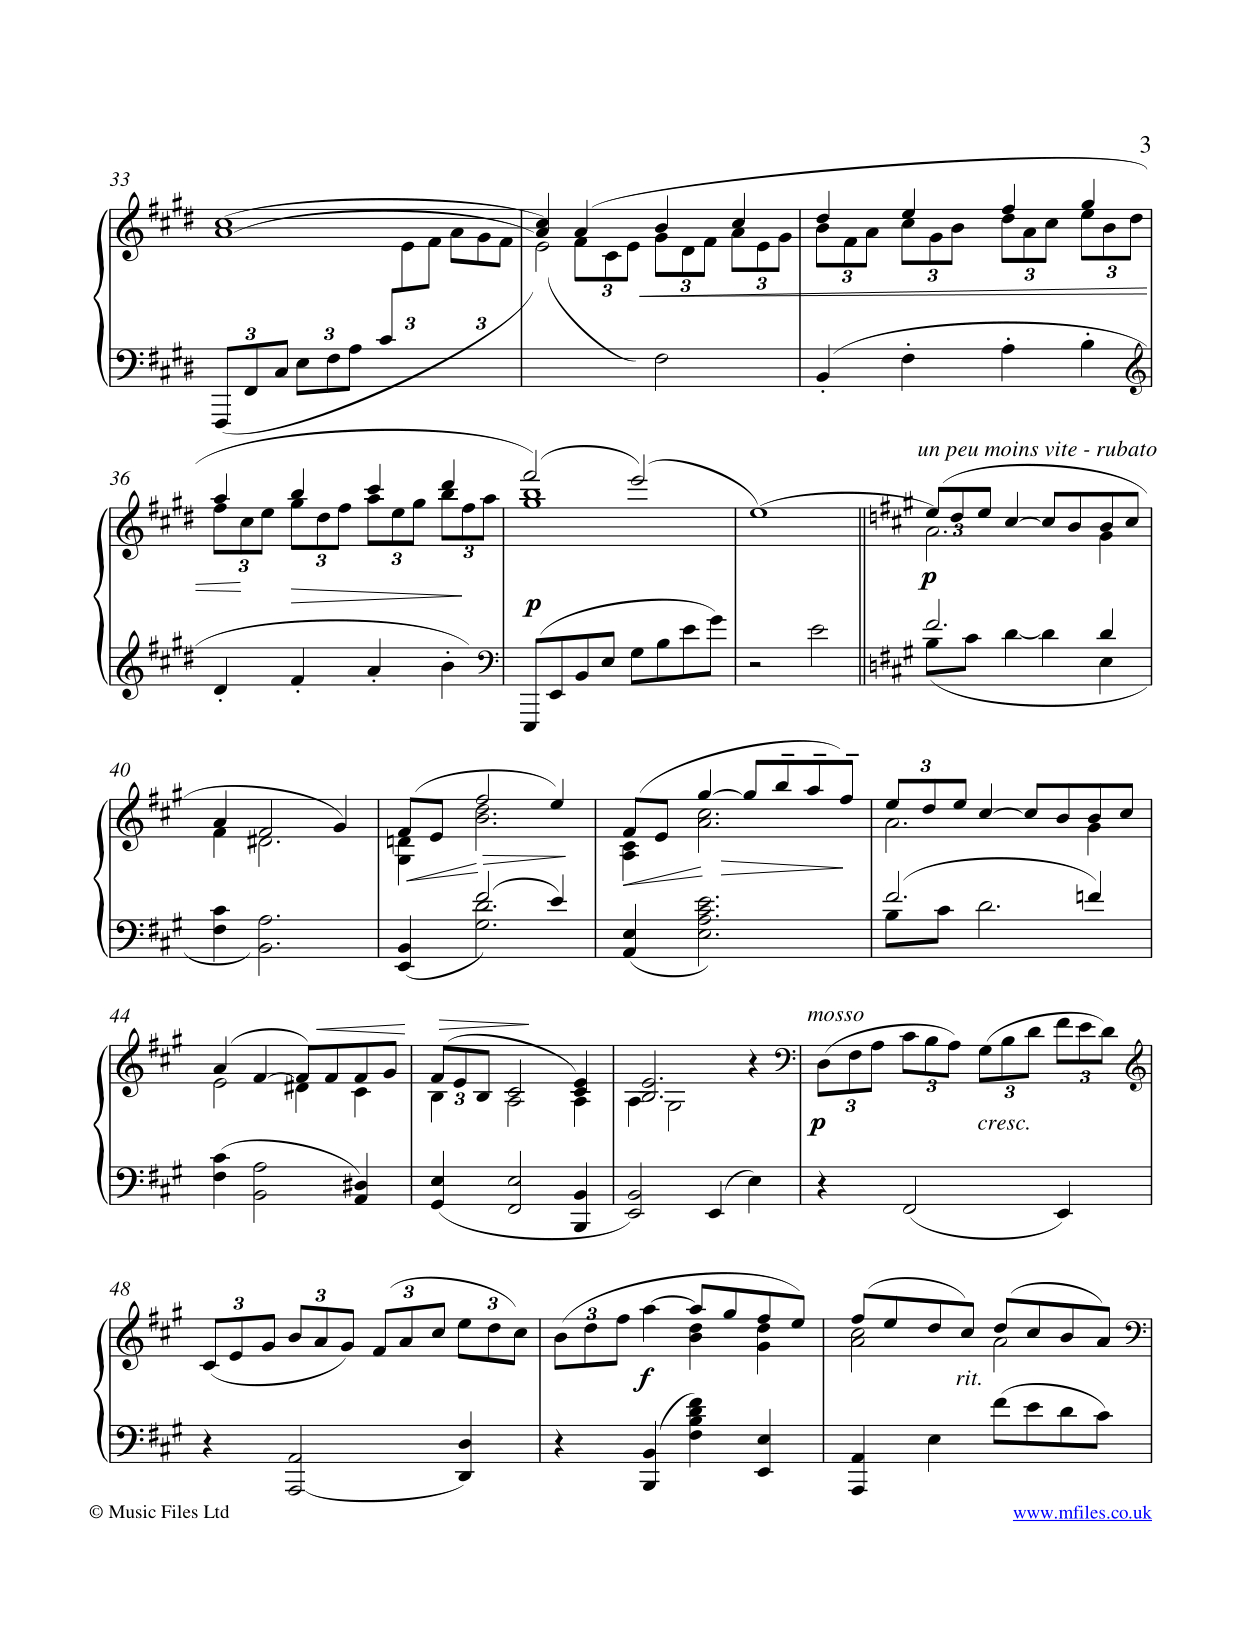 3
33
3 3 3 3 3 3 3 3 3 3 3
un peu moins vite - rubato
36
3 3 3 3 3
p p
40
3
44
mosso
3 3 3 3 3
p cresc.
48
3 3 3 3 3
f rit.
© Music Files Ltd www.mfiles.co.uk